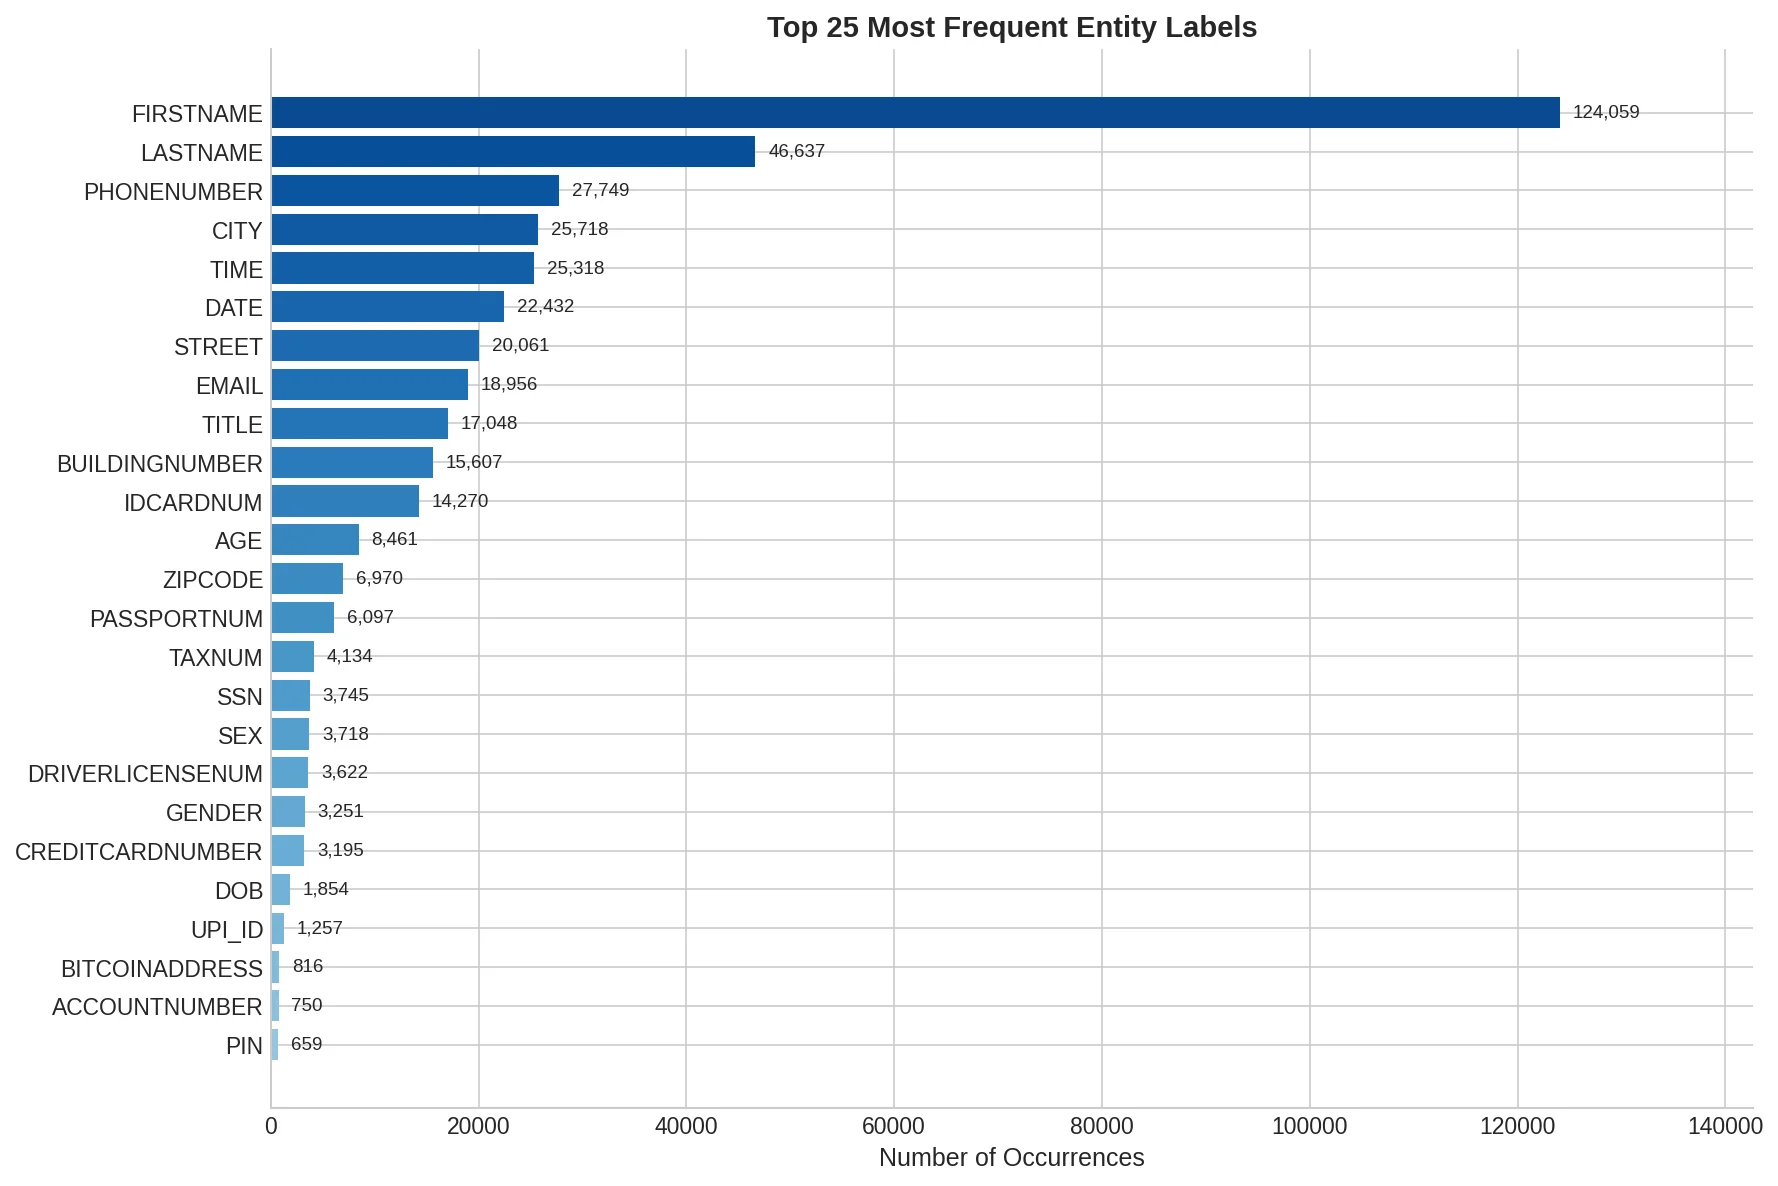 Top 25 Most Frequent Entity Labels
FIRSTNAME 124,059
LASTNAME 46,637
PHONENUMBER 27,749
CITY 25,718
TIME 25,318
DATE 22,432
STREET 20,061
EMAIL 18,956
TITLE 17,048
BUILDINGNUMBER 15,607
IDCARDNUM 14,270
AGE 8,461
ZIPCODE 6,970
PASSPORTNUM 6,097
TAXNUM 4,134
SSN 3,745
SEX 3,718
DRIVERLICENSENUM 3,622
GENDER 3,251
CREDITCARDNUMBER 3,195
DOB 1,854
UPI_ID 1,257
BITCOINADDRESS 816
ACCOUNTNUMBER 750
PIN 659
0 20000 40000 60000 80000 100000 120000 140000
Number of Occurrences